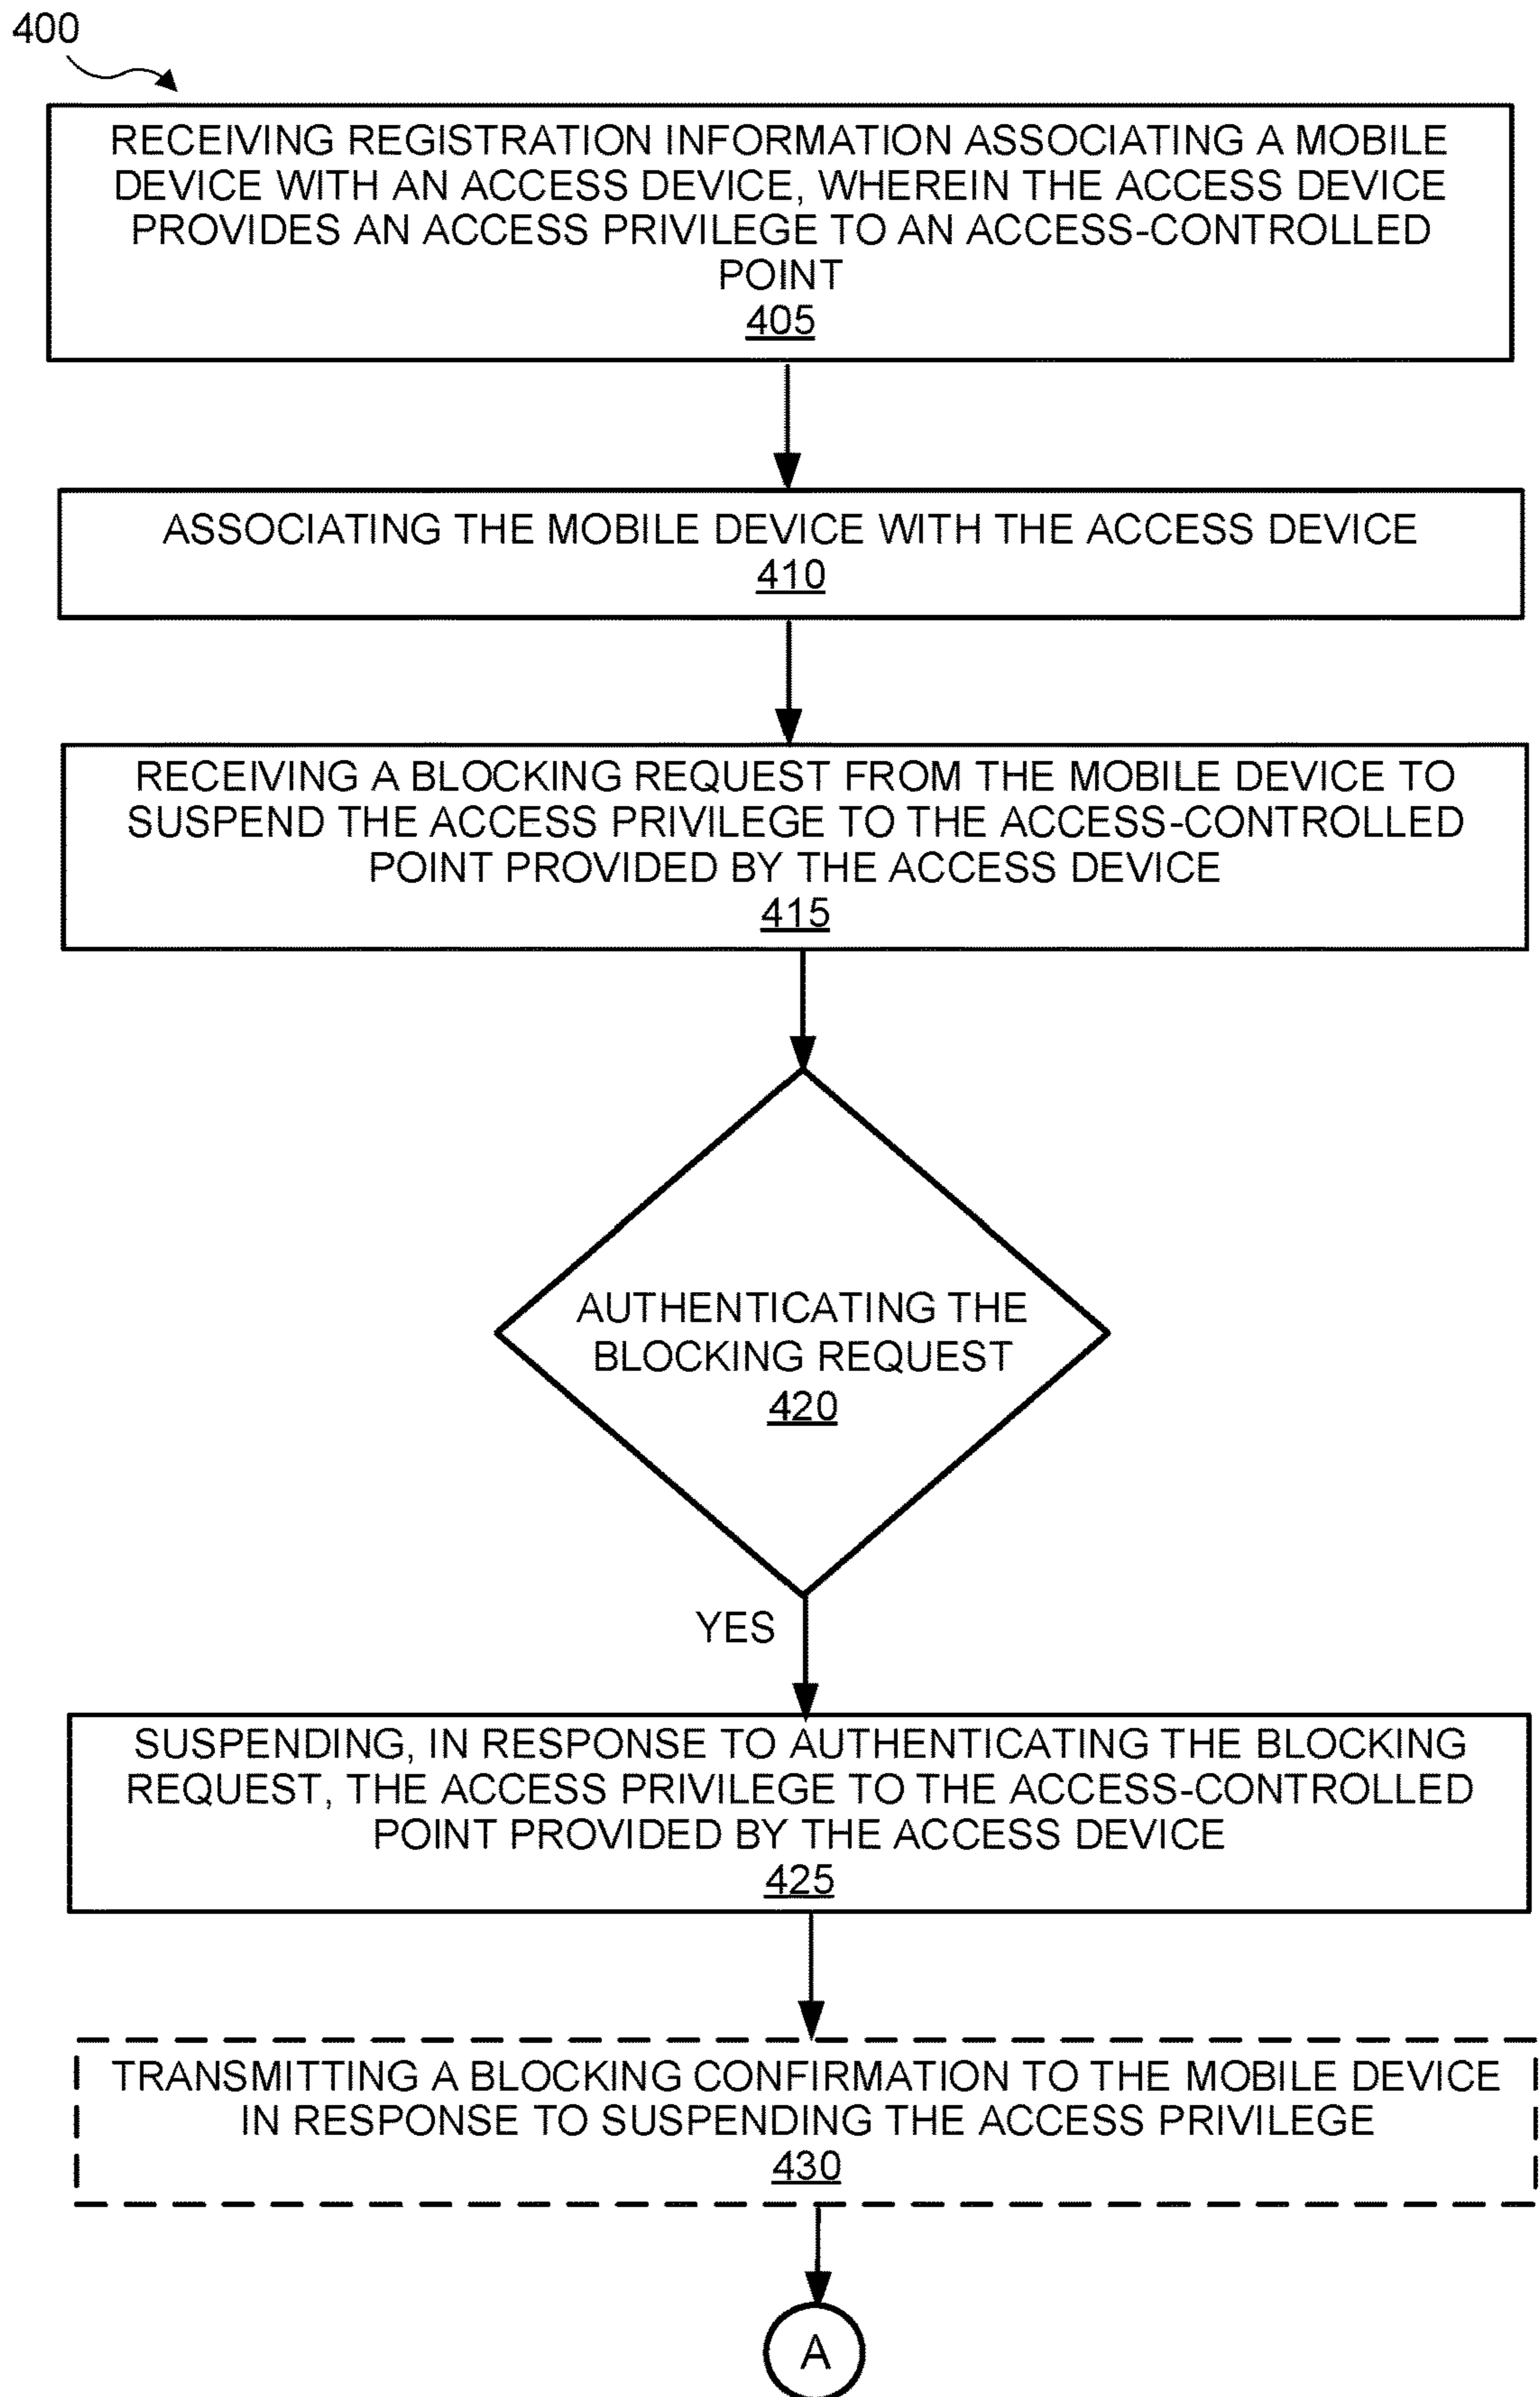 400
RECEIVING REGISTRATION INFORMATION ASSOCIATING A MOBILE
DEVICE WITH AN ACCESS DEVICE, WHEREIN THE ACCESS DEVICE
PROVIDES AN ACCESS PRIVILEGE TO AN ACCESS-CONTROLLED
POINT
405
ASSOCIATING THE MOBILE DEVICE WITH THE ACCESS DEVICE
410
RECEIVING A BLOCKING REQUEST FROM THE MOBILE DEVICE TO
SUSPEND THE ACCESS PRIVILEGE TO THE ACCESS-CONTROLLED
POINT PROVIDED BY THE ACCESS DEVICE
415
AUTHENTICATING THE
BLOCKING REQUEST
420
YES
SUSPENDING, IN RESPONSE TO AUTHENTICATING THE BLOCKING
REQUEST, THE ACCESS PRIVILEGE TO THE ACCESS-CONTROLLED
POINT PROVIDED BY THE ACCESS DEVICE
425
TRANSMITTING A BLOCKING CONFIRMATION TO THE MOBILE DEVICE
IN RESPONSE TO SUSPENDING THE ACCESS PRIVILEGE
430
A